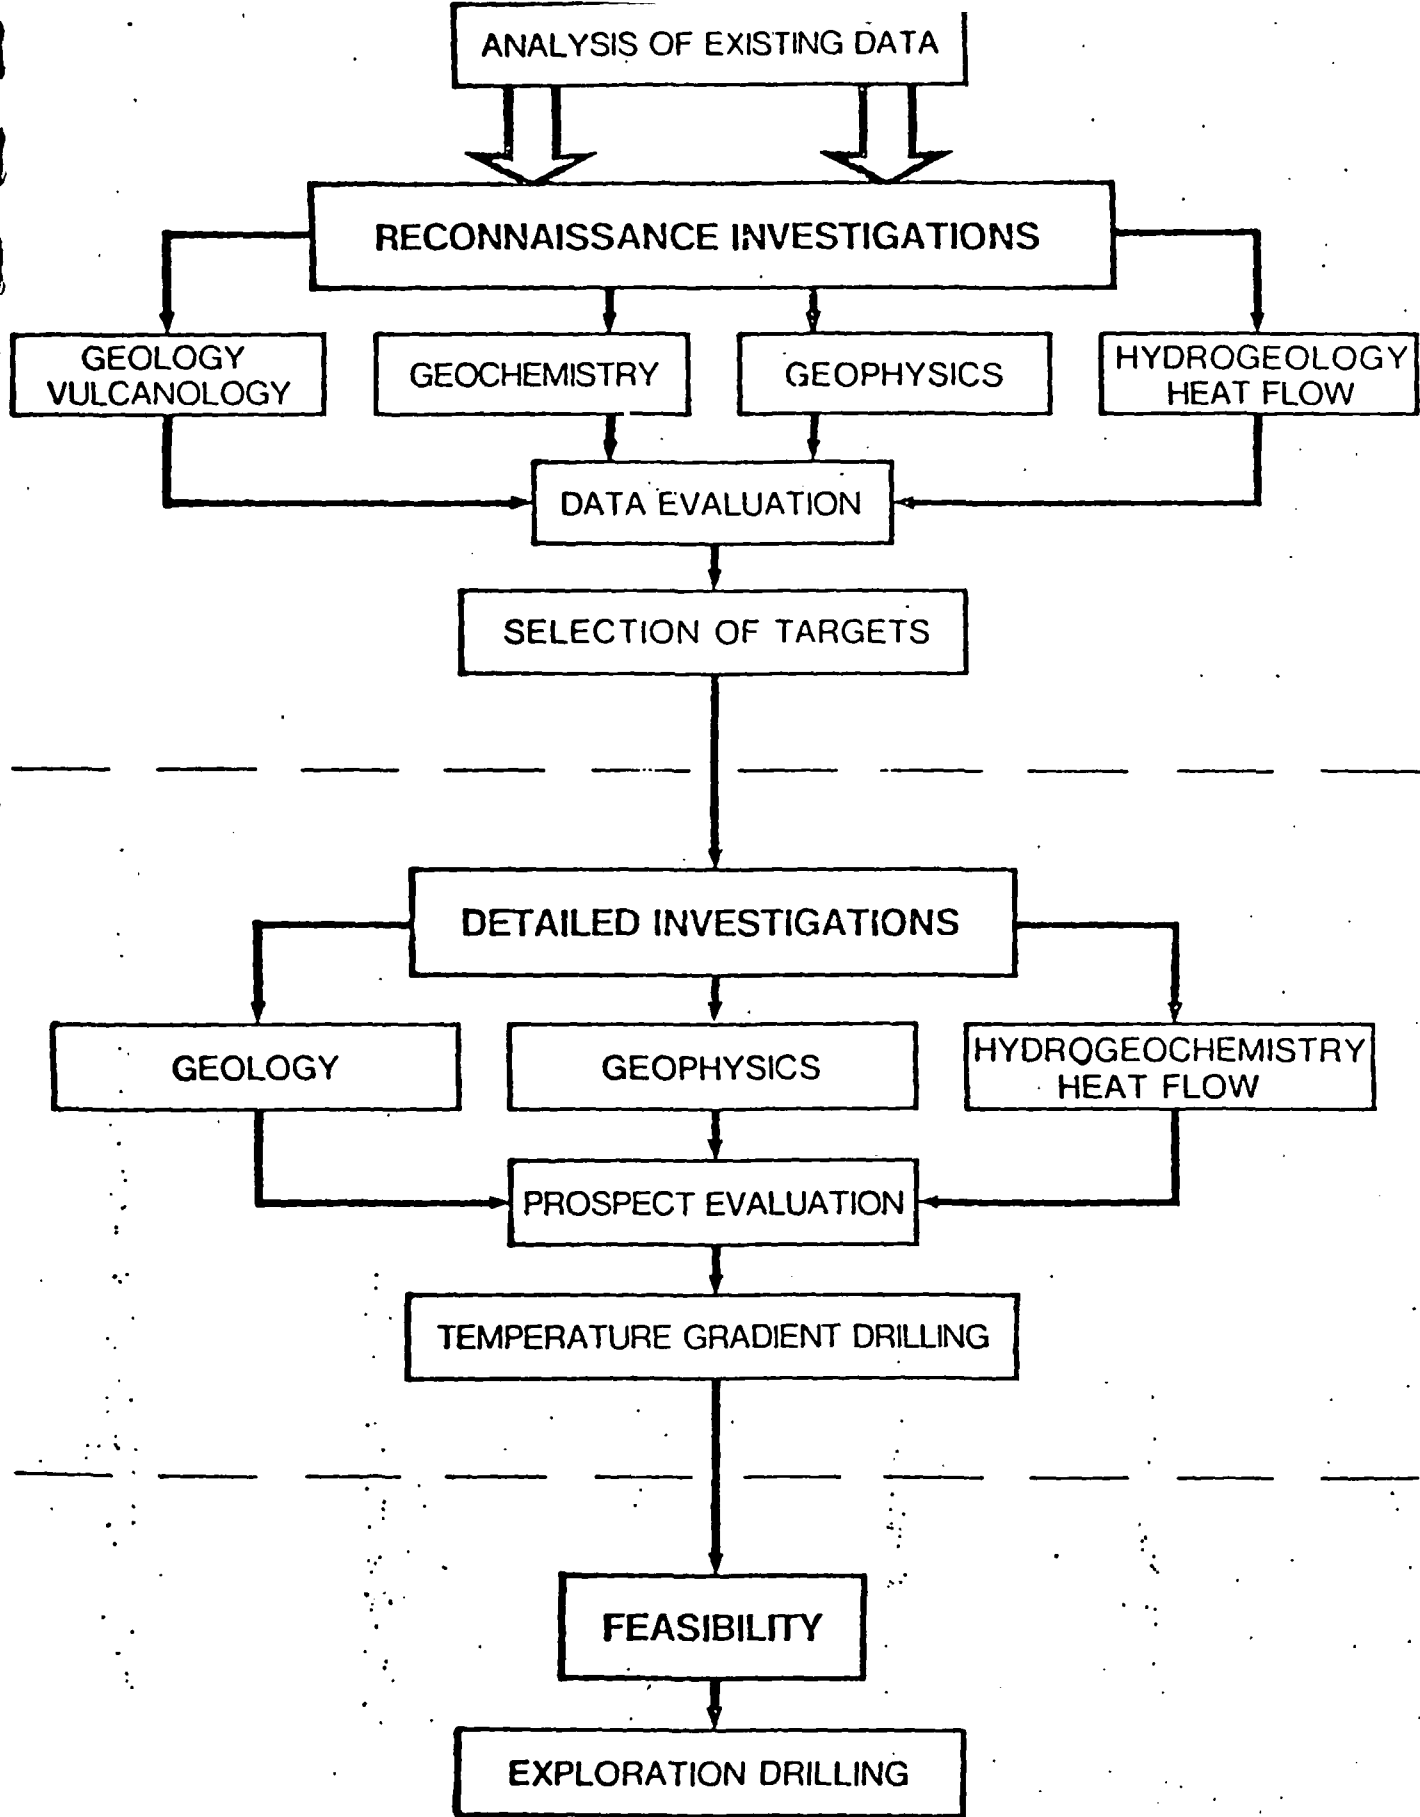 ANALYSIS OF EXISTING DATA
RECONNAISSANCE INVESTIGATIONS
GEOLOGY
VULCANOLOGY
GEOCHEMISTRY
GEOPHYSICS
HYDROGEOLOGY
HEAT FLOW
DATA EVALUATION
SELECTION OF TARGETS
DETAILED INVESTIGATIONS
GEOLOGY
GEOPHYSICS
HYDROGEOCHEMISTRY
HEAT FLOW
PROSPECT EVALUATION
TEMPERATURE GRADIENT DRILLING
FEASIBILITY
EXPLORATION DRILLING